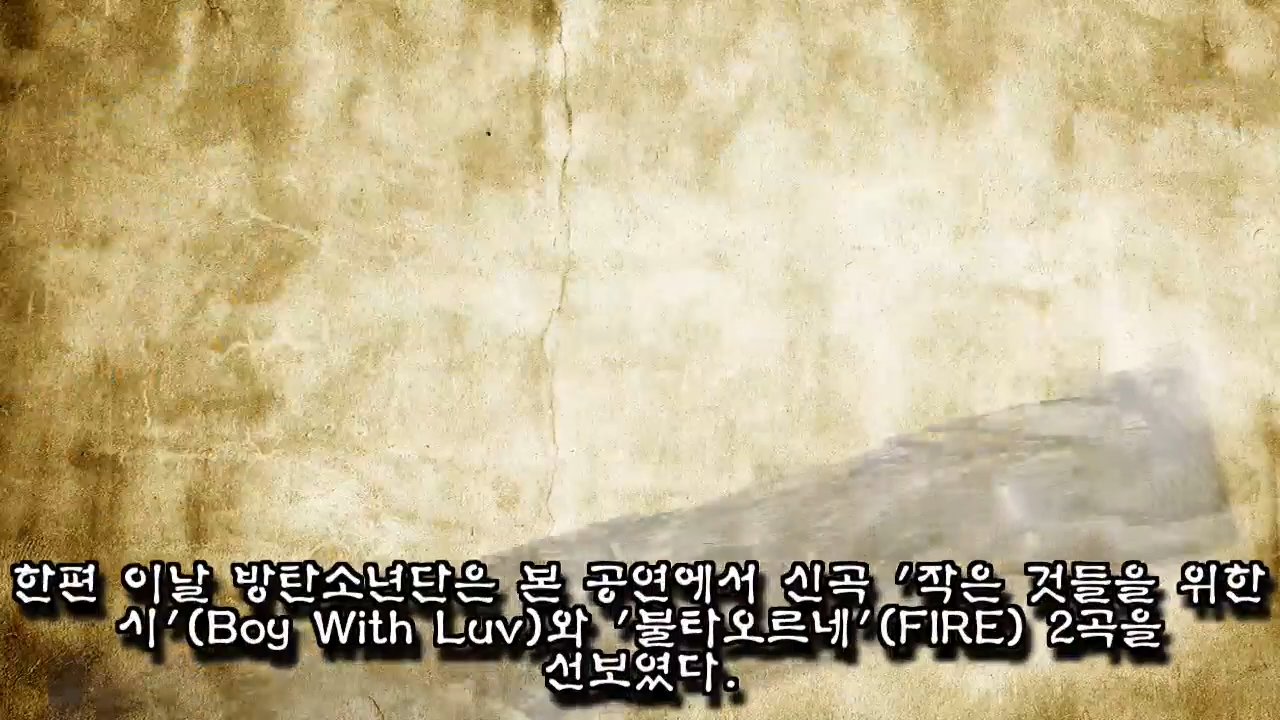 한편 이날 방탄소년단은 본 공연에서 신곡 '작은 것들을 위한
시'(Boy With Luv)와 '불타오르네'(FIRE) 2곡을
선보였다.